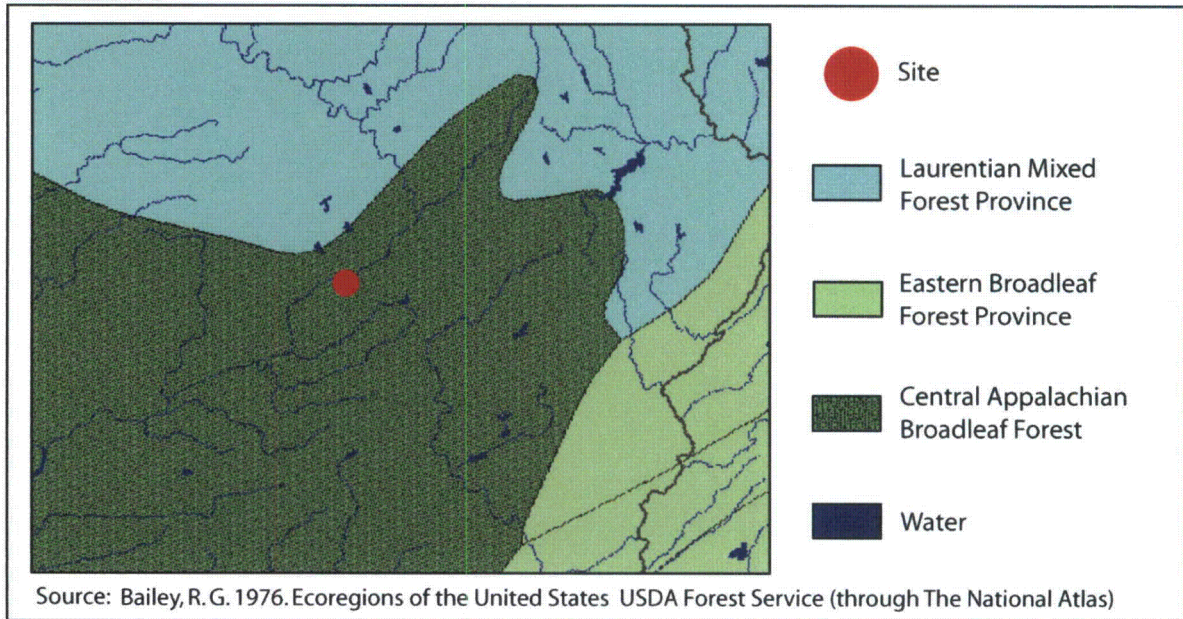 Site
Laurentian Mixed
Forest Province
Eastern Broadleaf
Forest Province
Central Appalachian
Broadleaf Forest
Water
Source: Bailey, R. G. 1976. Ecoregions of the United States USDA Forest Service (through The National Atlas)